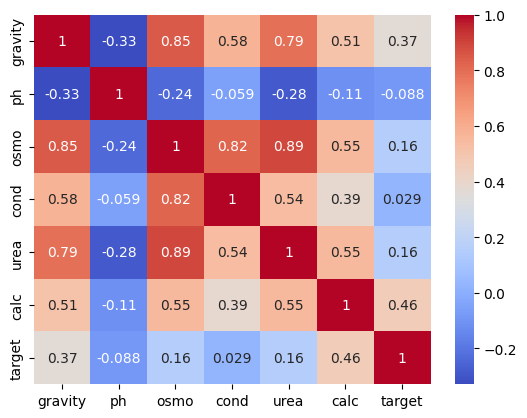 gravity 1 -0.33 0.85 0.58 0.79 0.51 0.37
ph -0.33 1 -0.24 -0.059 -0.28 -0.11 -0.088
osmo 0.85 -0.24 1 0.82 0.89 0.55 0.16
cond 0.58 -0.059 0.82 1 0.54 0.39 0.029
urea 0.79 -0.28 0.89 0.54 1 0.55 0.16
calc 0.51 -0.11 0.55 0.39 0.55 1 0.46
target 0.37 -0.088 0.16 0.029 0.16 0.46 1
gravity ph osmo cond urea calc target
1.0
0.8
0.6
0.4
0.2
0.0
−0.2